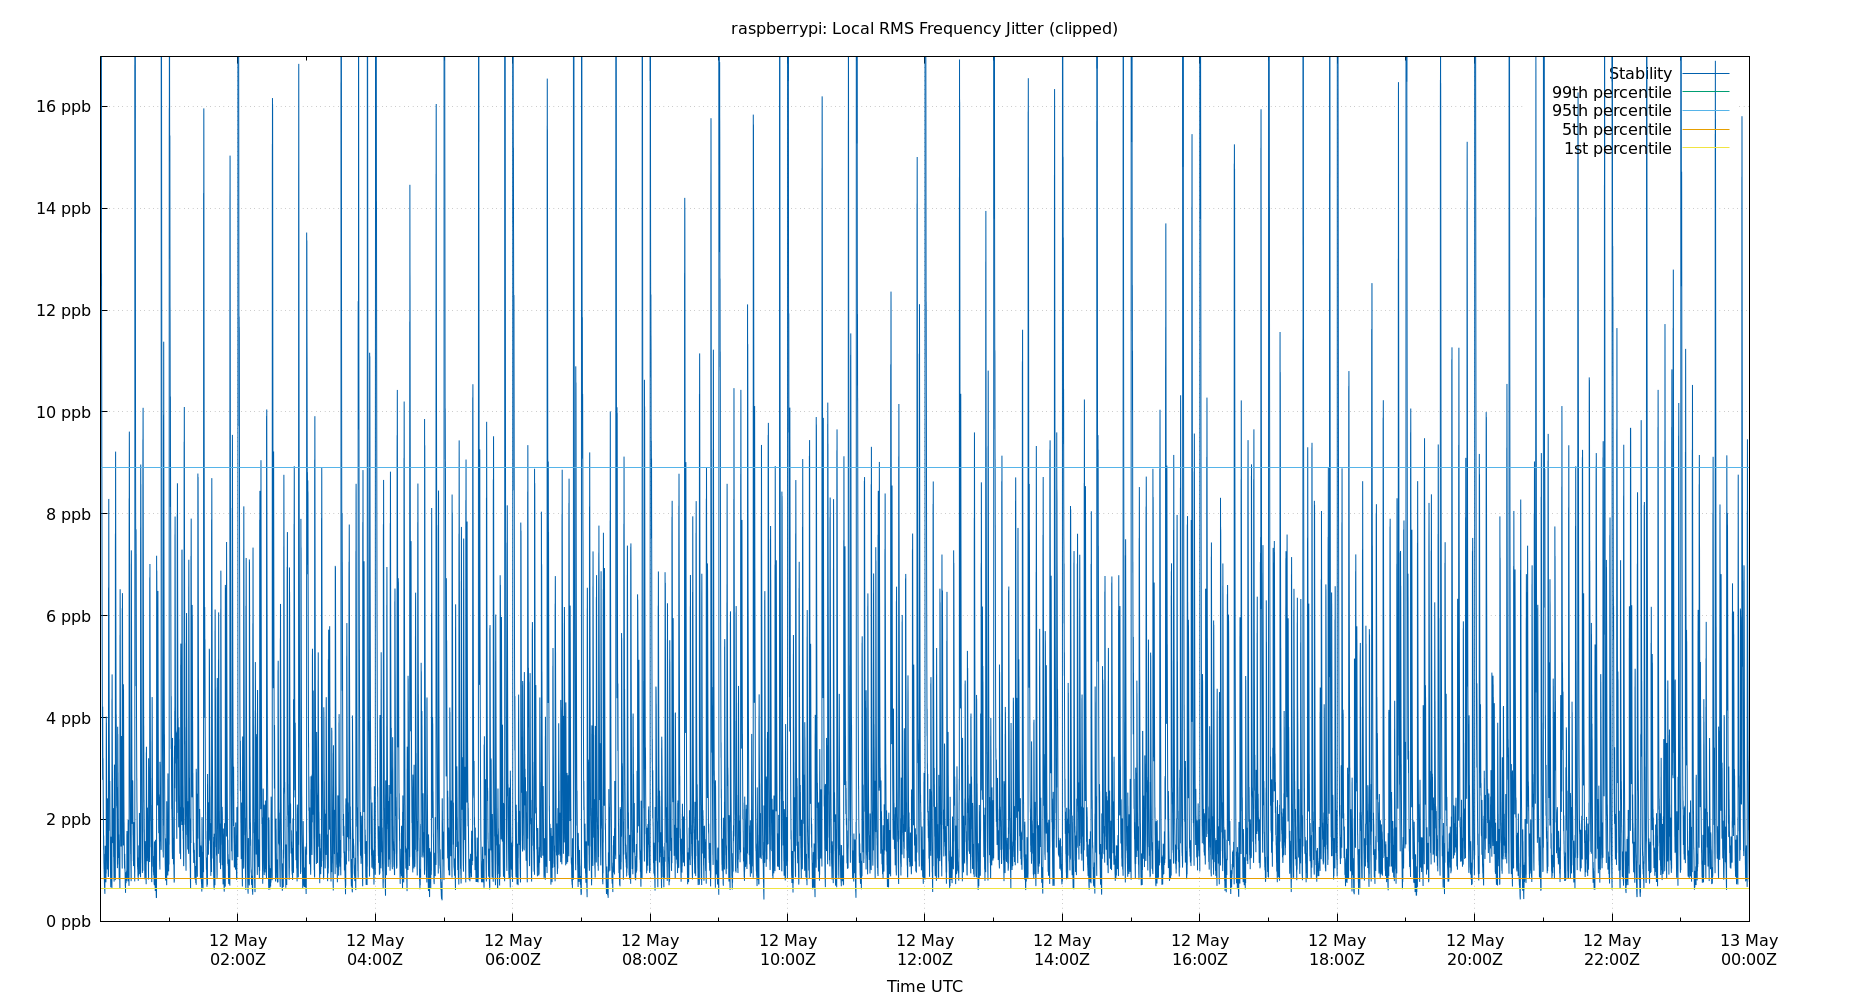 raspberrypi: Local RMS Frequency Jitter (clipped)
Stability
99th percentile
95th percentile
5th percentile
1st percentile
16 ppb
14 ppb
12 ppb
10 ppb
8 ppb
6 ppb
4 ppb
2 ppb
0 ppb
12 May 12 May 12 May 12 May 12 May 12 May 12 May 12 May 12 May 12 May 12 May 13 May
02:00Z 04:00Z 06:00Z 08:00Z 10:00Z 12:00Z 14:00Z 16:00Z 18:00Z 20:00Z 22:00Z 00:00Z
Time UTC